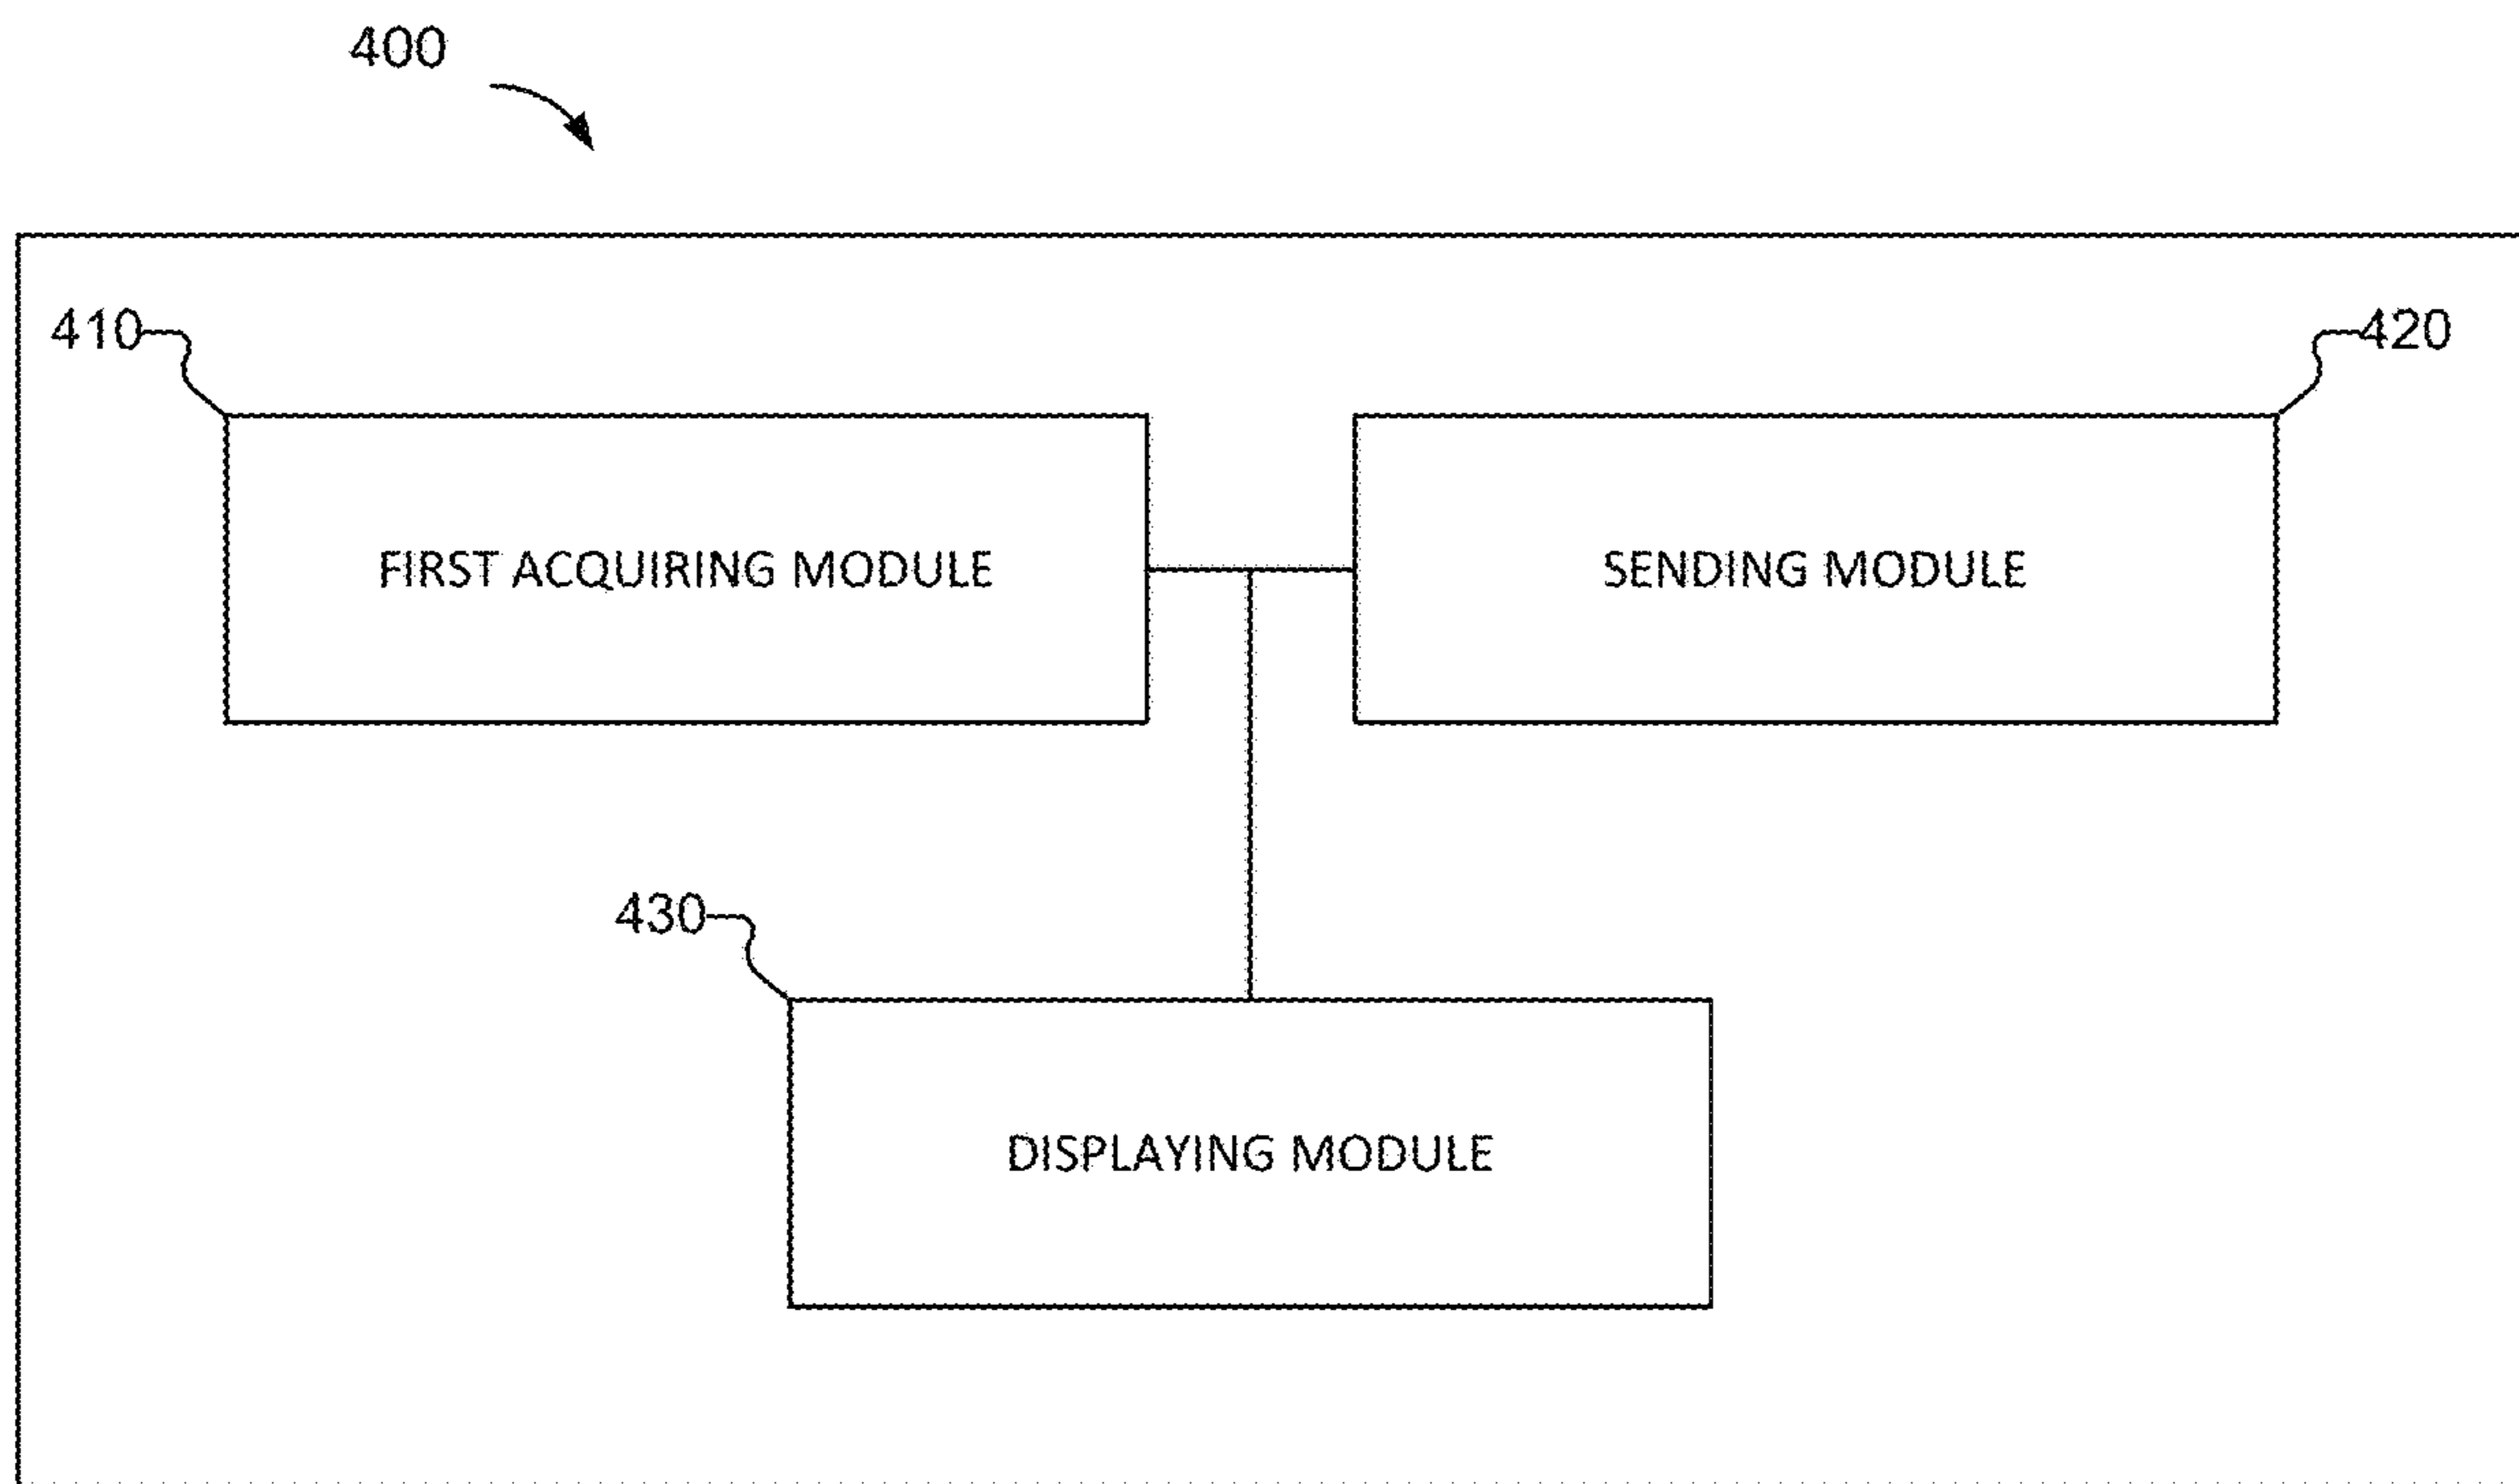 400
410
420
FIRST ACQUIRING MODULE
SENDING MODULE
430
DISPLAYING MODULE